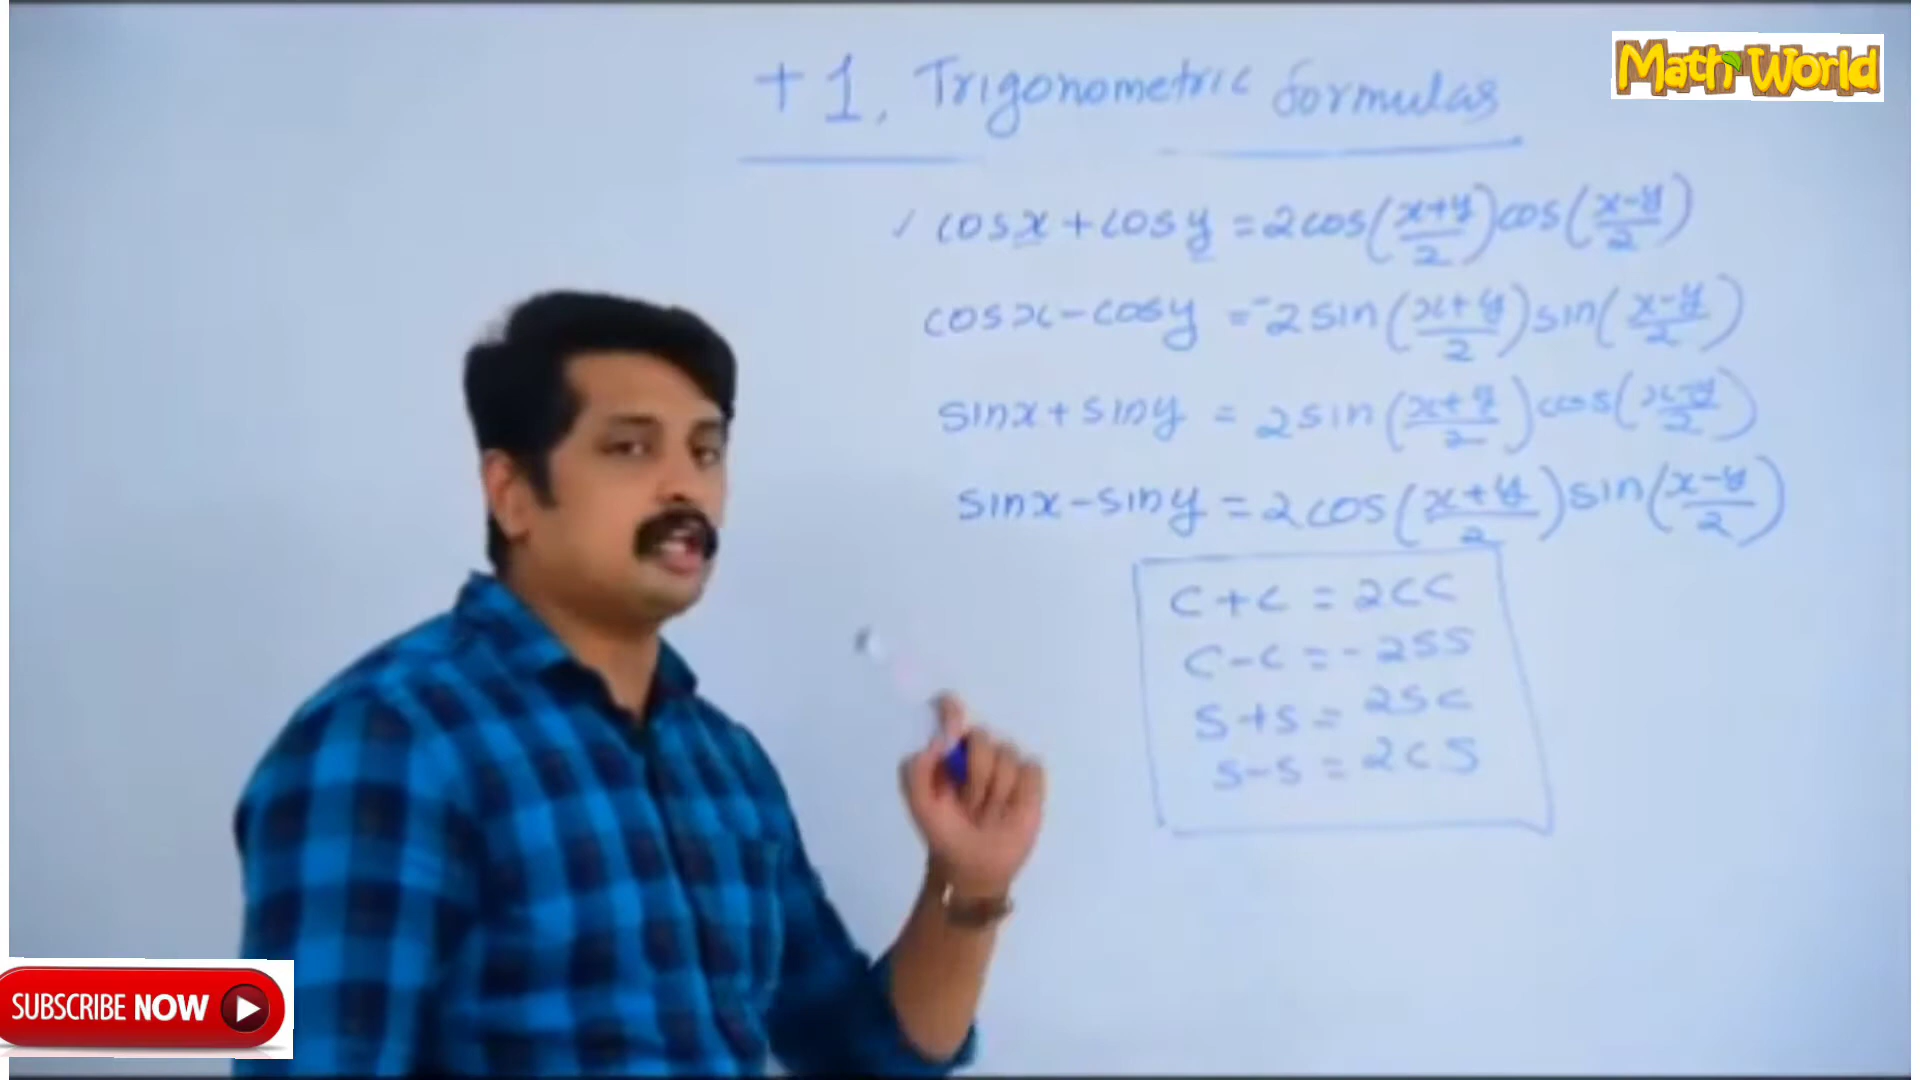 +1, Trigonometric formulas
Math World
cosx + cosy = 2cos(x+y/2)cos(x-y/2)
cosx - cosy = -2sin(x+y/2)sin(x-y/2)
sinx + siny = 2sin(x+y/2)cos(x-y/2)
sinx - siny = 2cos(x+y/2)sin(x-y/2)
C + C = 2CC
C - C = -2SS
S + S = 2SC
S - S = 2CS
SUBSCRIBE NOW